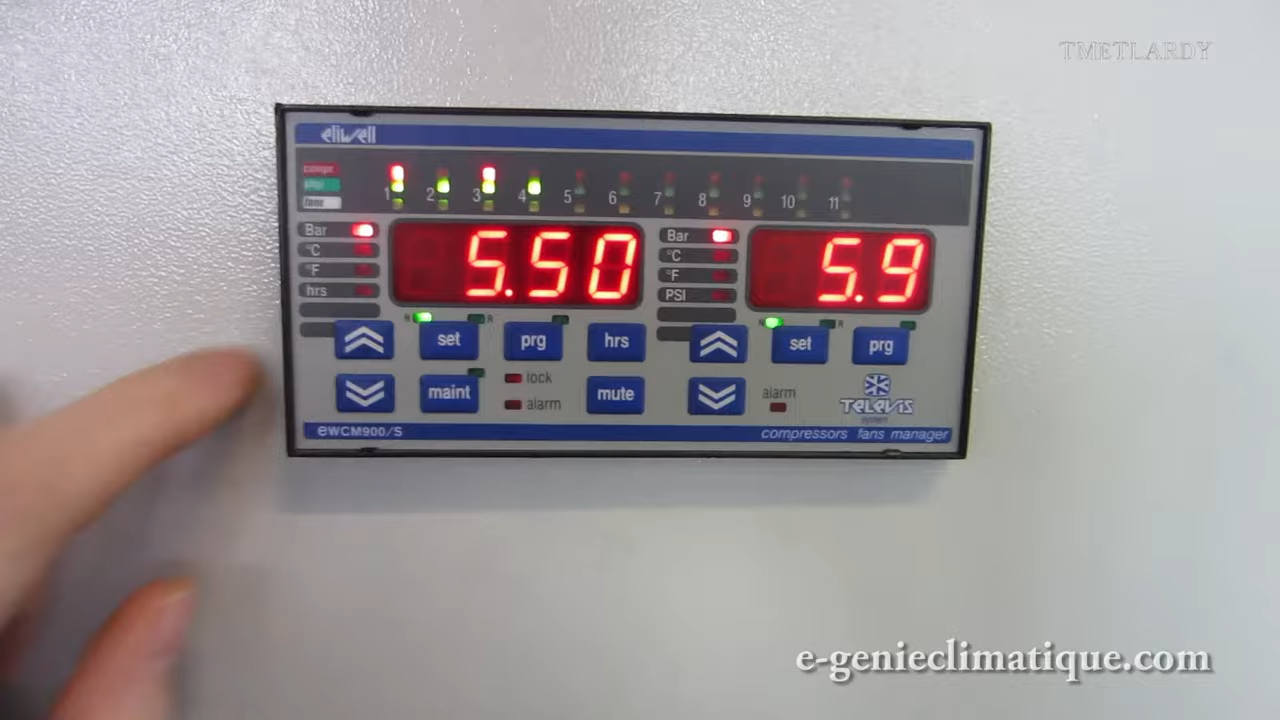 TMETLARDY
eliwell
compr.
fans
1 2 3 4 5 6 7 8 9 10 11
Bar
°C
°F
hrs
5.50
Bar
°C
°F
PSI
5.9
N R
set prg hrs
maint
lock
alarm
mute
N R
set prg
alarm
TELEVIS
EWCM900/S
compressors fans manager
e-genieclimatique.com